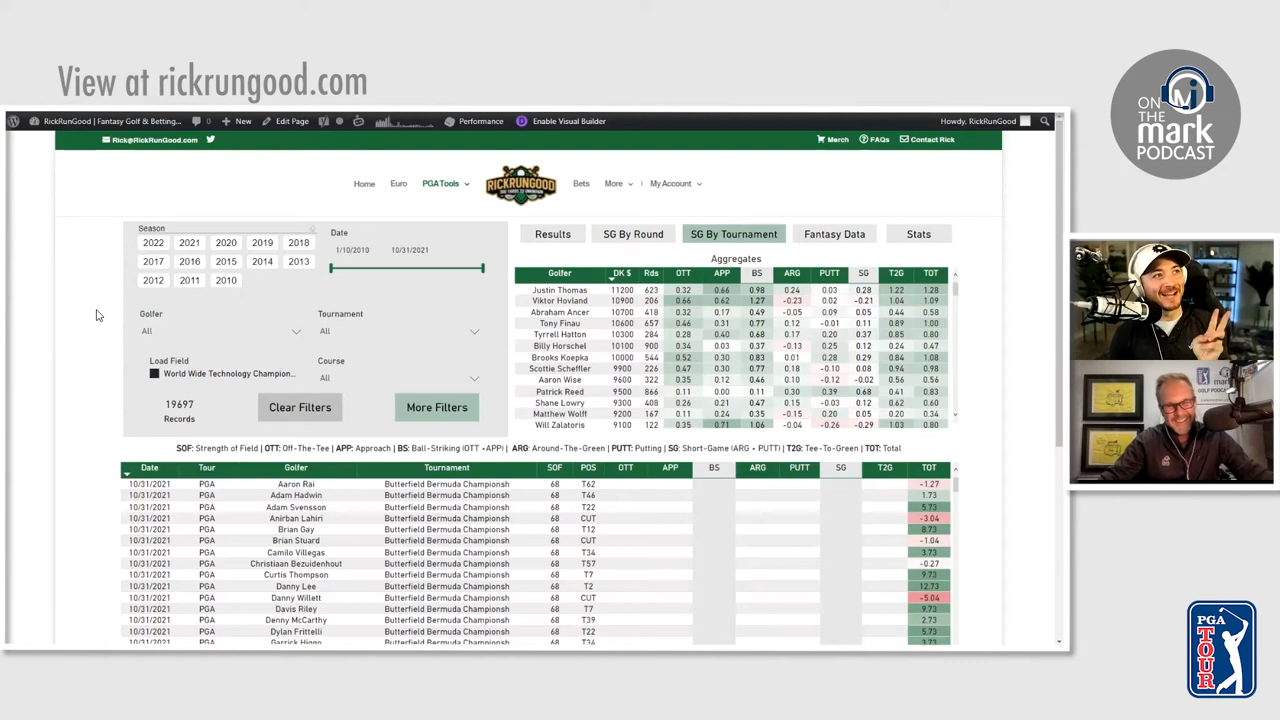 View at rickrungood.com
ON
THE
mark
PODCAST
RickRunGood | Fantasy Golf & Betting... 0 New Edit Page Performance Enable Visual Builder Howdy, RickRunGood
Rick@RickRunGood.com Merch FAQs Contact Rick
Home Euro PGA Tools RICKRUNGOOD Bets More My Account
Season
2022 2021 2020 2019 2018
2017 2016 2015 2014 2013
2012 2011 2010
Date
1/10/2010 10/31/2021
Golfer
All
Tournament
All
Load Field
World Wide Technology Champion...
Course
All
19697
Records
Clear Filters
More Filters
Results SG By Round SG By Tournament Fantasy Data Stats
Aggregates
Golfer DK $ Rds OTT APP BS ARG PUTT SG T2G TOT
Justin Thomas 11200 623 0.32 0.66 0.98 0.24 0.03 0.28 1.22 1.28
Viktor Hovland 10900 206 0.66 0.62 1.27 -0.23 0.02 -0.21 1.04 1.09
Abraham Ancer 10700 418 0.32 0.17 0.49 -0.05 0.09 0.05 0.44 0.58
Tony Finau 10600 657 0.46 0.31 0.77 0.12 -0.01 0.11 0.89 1.00
Tyrrell Hatton 10300 284 0.28 0.40 0.68 0.17 0.20 0.37 0.85 0.80
Billy Horschel 10100 900 0.34 0.03 0.37 -0.13 0.25 0.12 0.24 0.47
Brooks Koepka 10000 544 0.52 0.30 0.83 0.01 0.28 0.29 0.84 1.08
Scottie Scheffler 9900 226 0.47 0.30 0.77 0.18 -0.10 0.08 0.94 0.98
Aaron Wise 9600 322 0.35 0.12 0.46 0.10 -0.12 -0.02 0.56 0.56
Patrick Reed 9500 866 0.11 0.00 0.11 0.30 0.39 0.68 0.41 0.83
Shane Lowry 9300 408 0.26 0.21 0.47 0.15 -0.03 0.12 0.62 0.60
Matthew Wolff 9200 167 0.11 0.24 0.35 -0.15 0.20 0.05 0.20 0.34
Will Zalatoris 9100 122 0.35 0.71 1.06 -0.04 -0.26 -0.29 1.03 0.80
SOF: Strength of Field | OTT: Off-The-Tee | APP: Approach | BS: Ball-Striking (OTT +APP) | ARG: Around-The-Green | PUTT: Putting | SG: Short-Game (ARG + PUTT) | T2G: Tee-To-Green | TOT: Total
Date Tour Golfer Tournament SOF POS OTT APP BS ARG PUTT SG T2G TOT
10/31/2021 PGA Aaron Rai Butterfield Bermuda Championsh 68 T62 -1.27
10/31/2021 PGA Adam Hadwin Butterfield Bermuda Championsh 68 T46 1.73
10/31/2021 PGA Adam Svensson Butterfield Bermuda Championsh 68 T22 5.73
10/31/2021 PGA Anirban Lahiri Butterfield Bermuda Championsh 68 CUT -3.04
10/31/2021 PGA Brian Gay Butterfield Bermuda Championsh 68 T12 8.73
10/31/2021 PGA Brian Stuard Butterfield Bermuda Championsh 68 CUT -1.04
10/31/2021 PGA Camilo Villegas Butterfield Bermuda Championsh 68 T34 3.73
10/31/2021 PGA Christiaan Bezuidenhout Butterfield Bermuda Championsh 68 T57 -0.27
10/31/2021 PGA Curtis Thompson Butterfield Bermuda Championsh 68 T7 9.73
10/31/2021 PGA Danny Lee Butterfield Bermuda Championsh 68 T2 12.73
10/31/2021 PGA Danny Willett Butterfield Bermuda Championsh 68 CUT -5.04
10/31/2021 PGA Davis Riley Butterfield Bermuda Championsh 68 T7 9.73
10/31/2021 PGA Denny McCarthy Butterfield Bermuda Championsh 68 T39 2.73
10/31/2021 PGA Dylan Frittelli Butterfield Bermuda Championsh 68 T22 5.73
10/31/2021 PGA Garrick Higgo Butterfield Bermuda Championsh 68 T34 3.73
PGA
TOUR